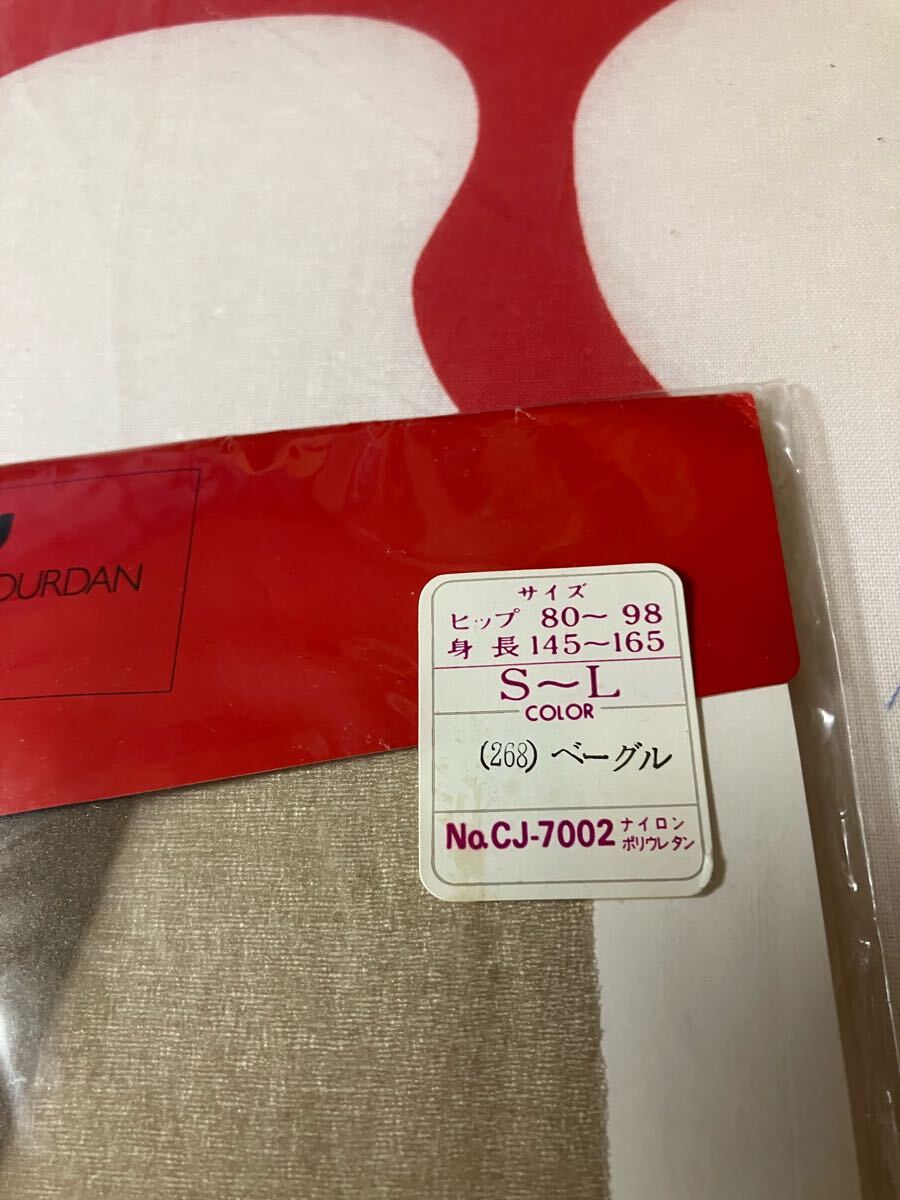 OURDAN
サイズ
ヒップ 80〜98
身長 145〜165
S〜L
COLOR
(268) ベーグル
No.CJ-7002 ナイロン
ポリウレタン